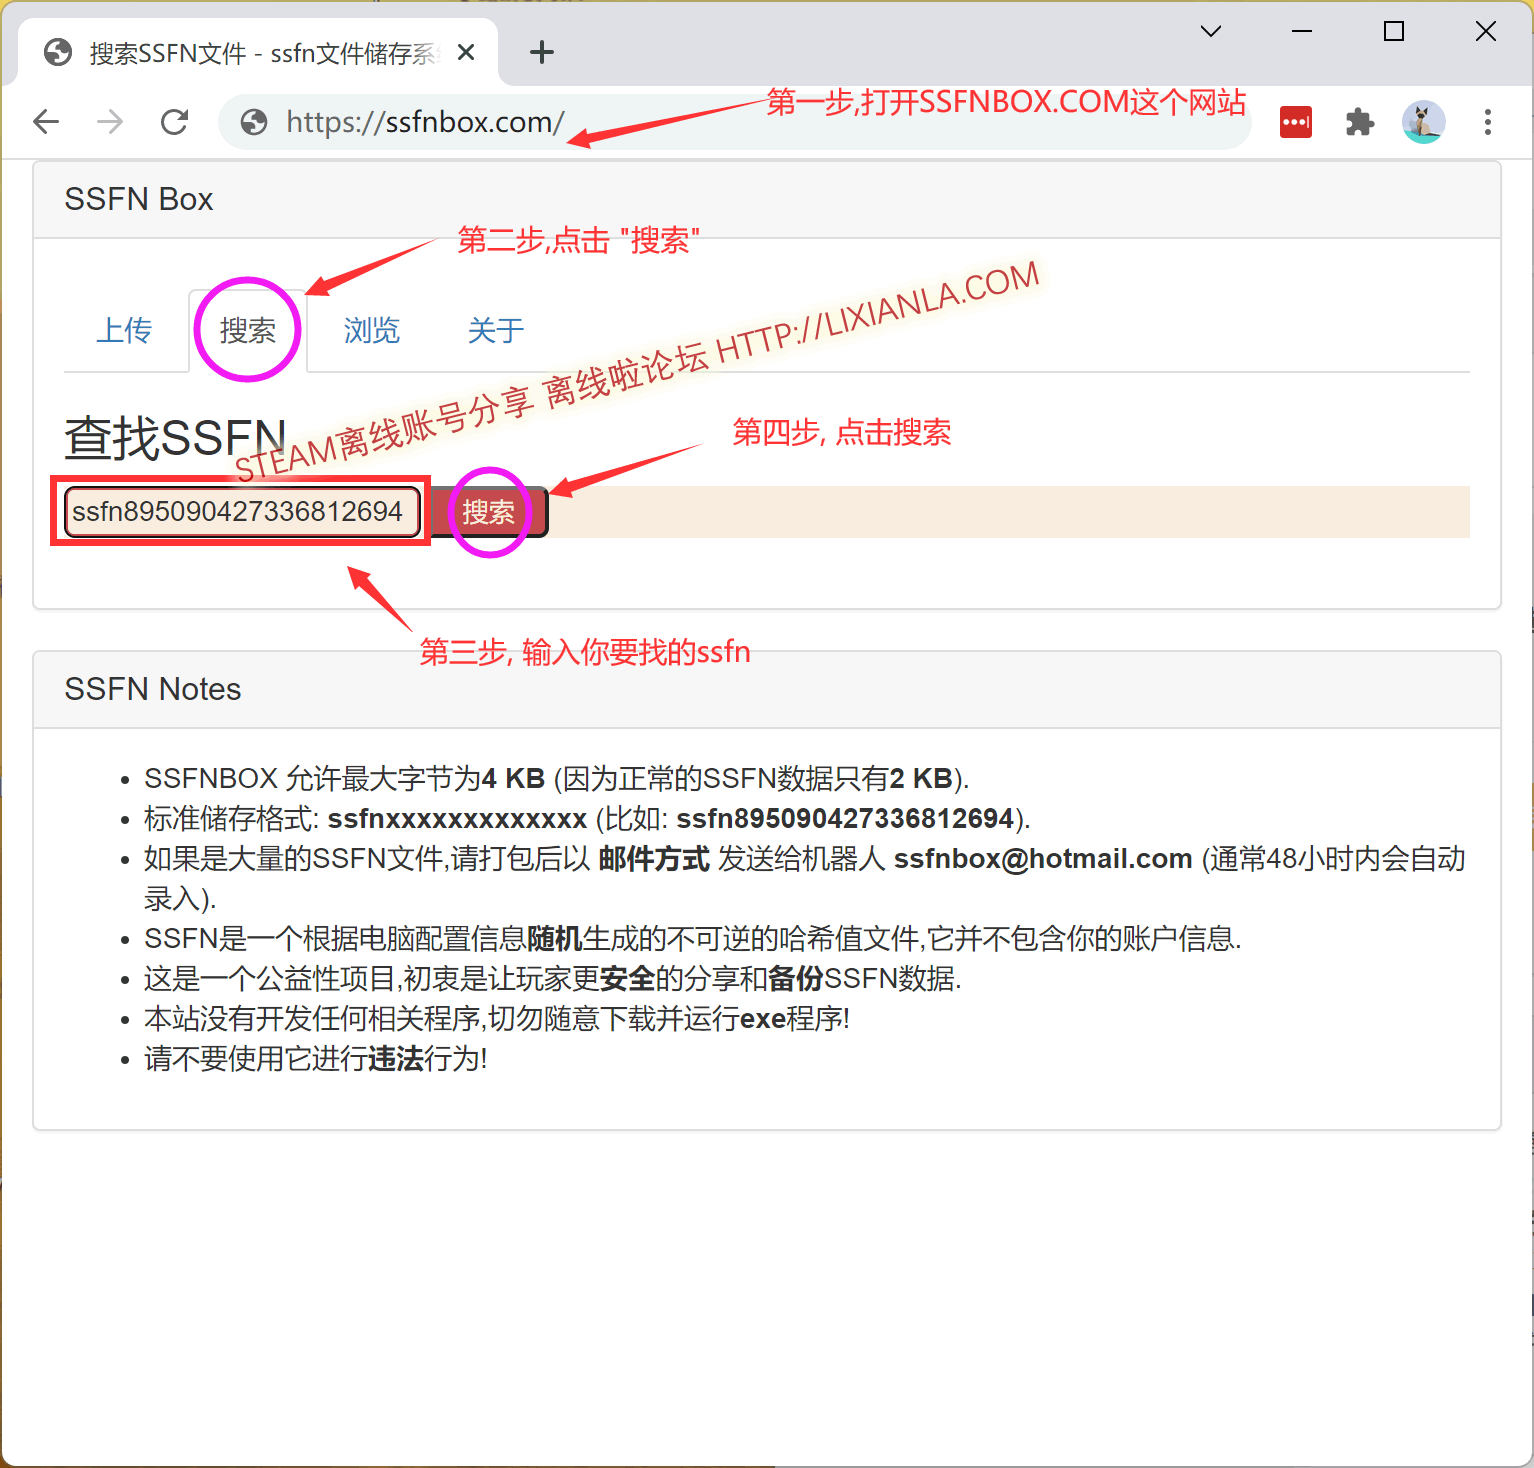 搜索SSFN文件 - ssfn文件储存系
https://ssfnbox.com/
第一步,打开SSFNBOX.COM这个网站
SSFN Box
第二步,点击 "搜索"
上传
搜索
浏览
关于
STEAM离线账号分享 离线啦论坛 HTTP://LIXIANLA.COM
查找SSFN
第四步, 点击搜索
ssfn895090427336812694
搜索
第三步, 输入你要找的ssfn
SSFN Notes
SSFNBOX 允许最大字节为4 KB (因为正常的SSFN数据只有2 KB).
标准储存格式: ssfnxxxxxxxxxxxxx (比如: ssfn895090427336812694).
如果是大量的SSFN文件,请打包后以 邮件方式 发送给机器人 ssfnbox@hotmail.com (通常48小时内会自动
录入).
SSFN是一个根据电脑配置信息随机生成的不可逆的哈希值文件,它并不包含你的账户信息.
这是一个公益性项目,初衷是让玩家更安全的分享和备份SSFN数据.
本站没有开发任何相关程序,切勿随意下载并运行exe程序!
请不要使用它进行违法行为!